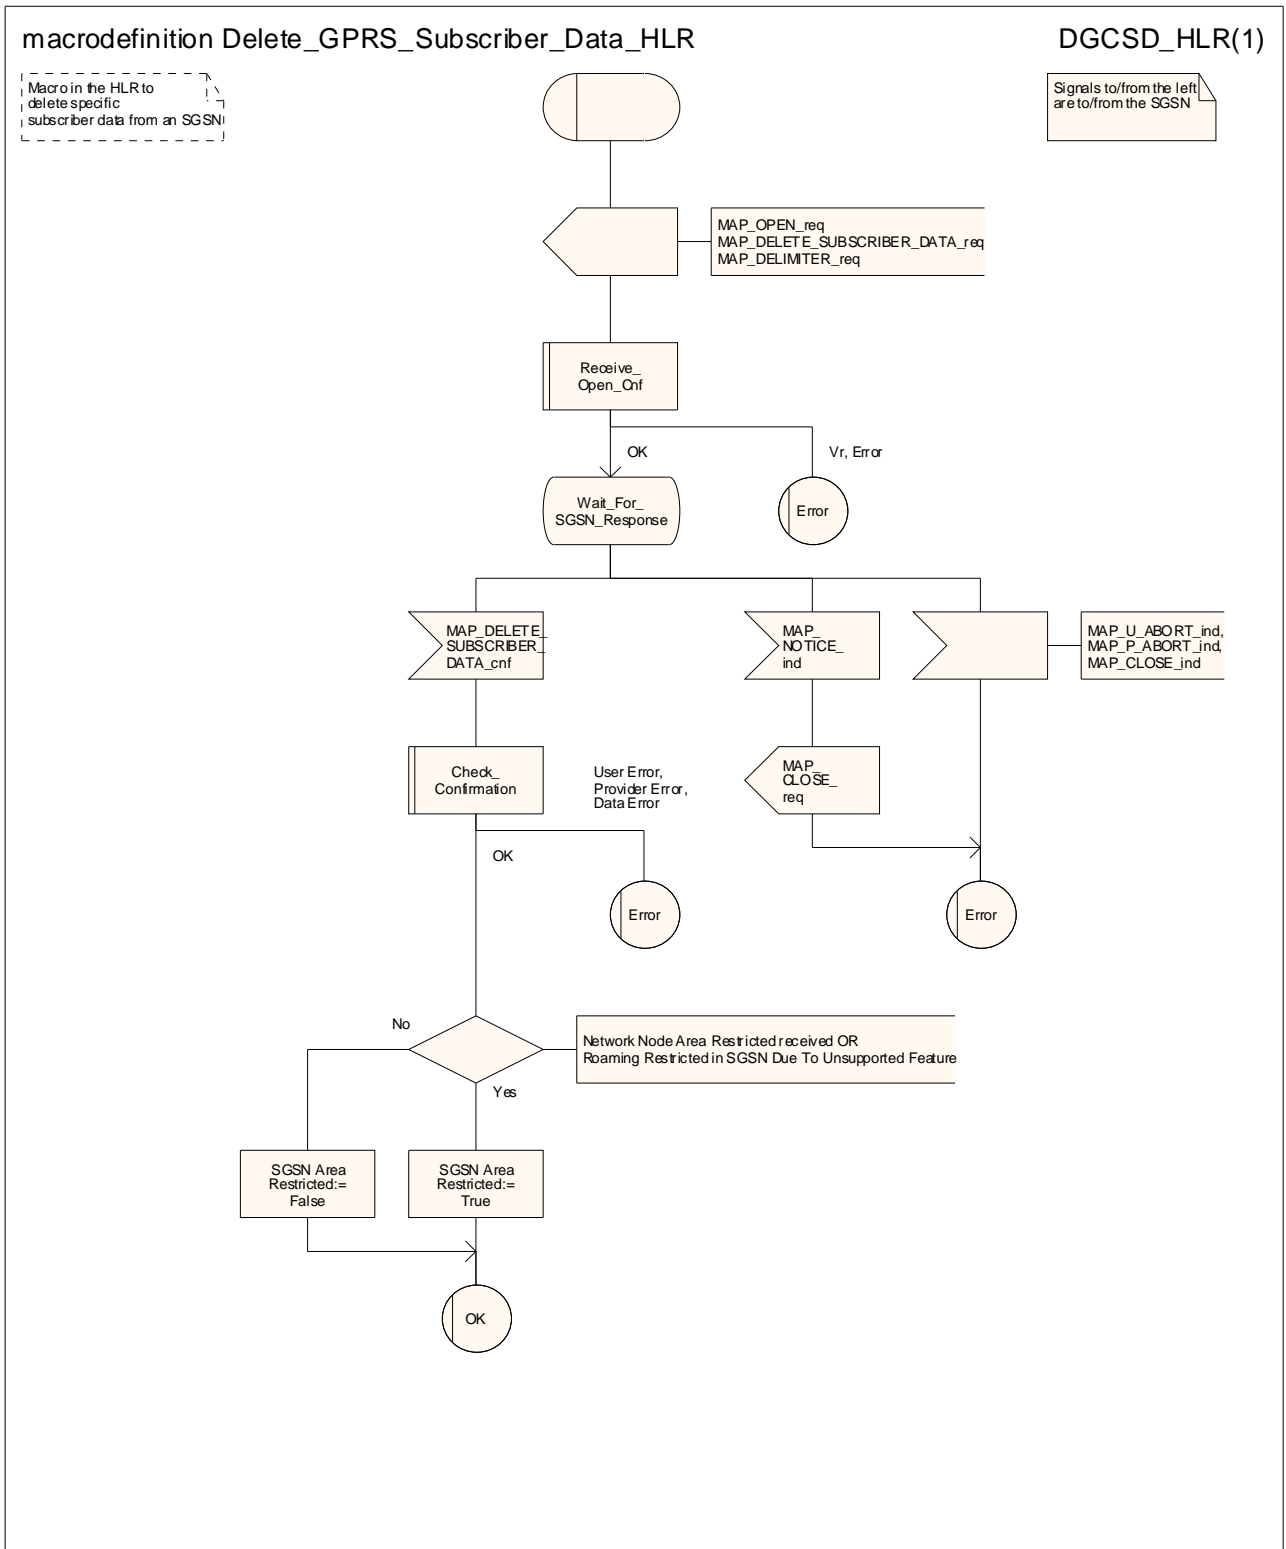 macrodefinition Delete_GPRS_Subscriber_Data_HLR
DGCSD_HLR(1)
Macro in the HLR to
delete specific
subscriber data from an SGSN
Signals to/from the left
are to/from the SGSN
MAP_OPEN_req
MAP_DELETE_SUBSCRIBER_DATA_req
MAP_DELIMITER_req
Receive_
Open_Cnf
OK
Vr, Error
Wait_For_
SGSN_Response
Error
MAP_DELETE_
SUBSCRIBER_
DATA_cnf
MAP_
NOTICE_
ind
MAP_U_ABORT_ind,
MAP_P_ABORT_ind,
MAP_CLOSE_ind
Check_
Confirmation
User Error,
Provider Error,
Data Error
MAP_
CLOSE_
req
OK
Error
Error
No
Network Node Area Restricted received OR
Roaming Restricted in SGSN Due To Unsupported Feature
Yes
SGSN Area
Restricted:=
False
SGSN Area
Restricted:=
True
OK